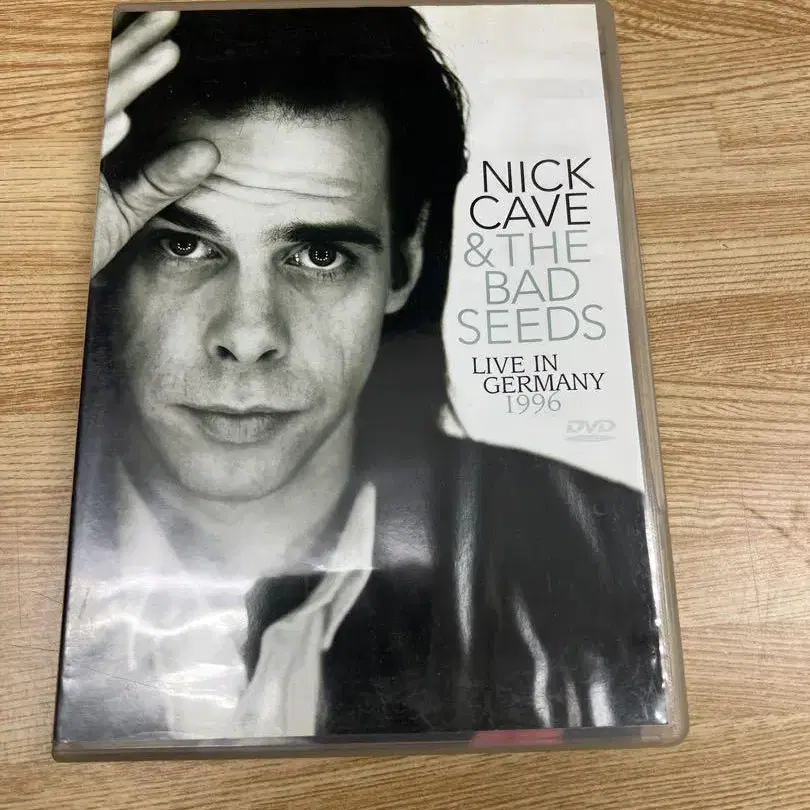 NICK
CAVE
& THE
BAD
SEEDS
LIVE IN
GERMANY
1996
DVD